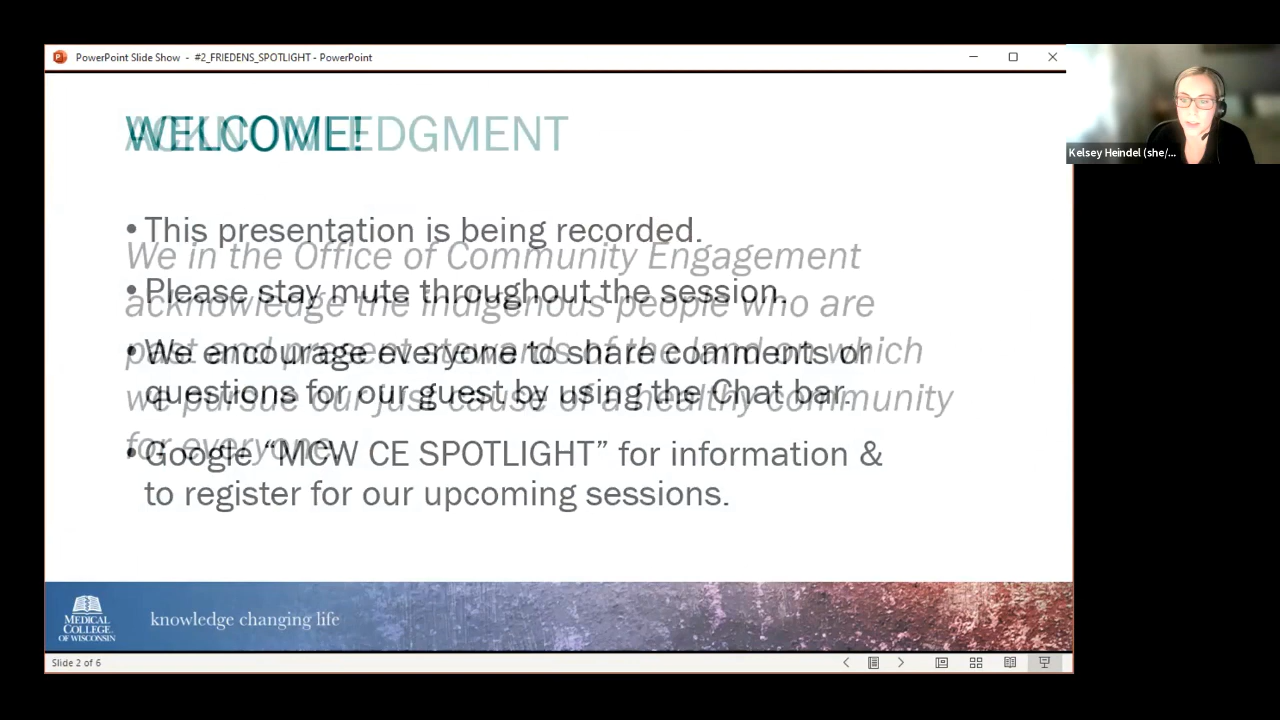 PowerPoint Slide Show - #2_FRIEDENS_SPOTLIGHT - PowerPoint
Kelsey Heindel (she/...
WELCOME!
ACKNOWLEDGMENT
• This presentation is being recorded.
• Please stay mute throughout the session.
• We encourage everyone to share comments or
questions for our guest by using the Chat bar.
• Google “MCW CE SPOTLIGHT” for information &
to register for our upcoming sessions.
We in the Office of Community Engagement
acknowledge the indigenous people who are
past and present stewards of the land on which
we pursue our just cause of a healthy community
for everyone.
MEDICAL
COLLEGE
OF WISCONSIN
knowledge changing life
Slide 2 of 6